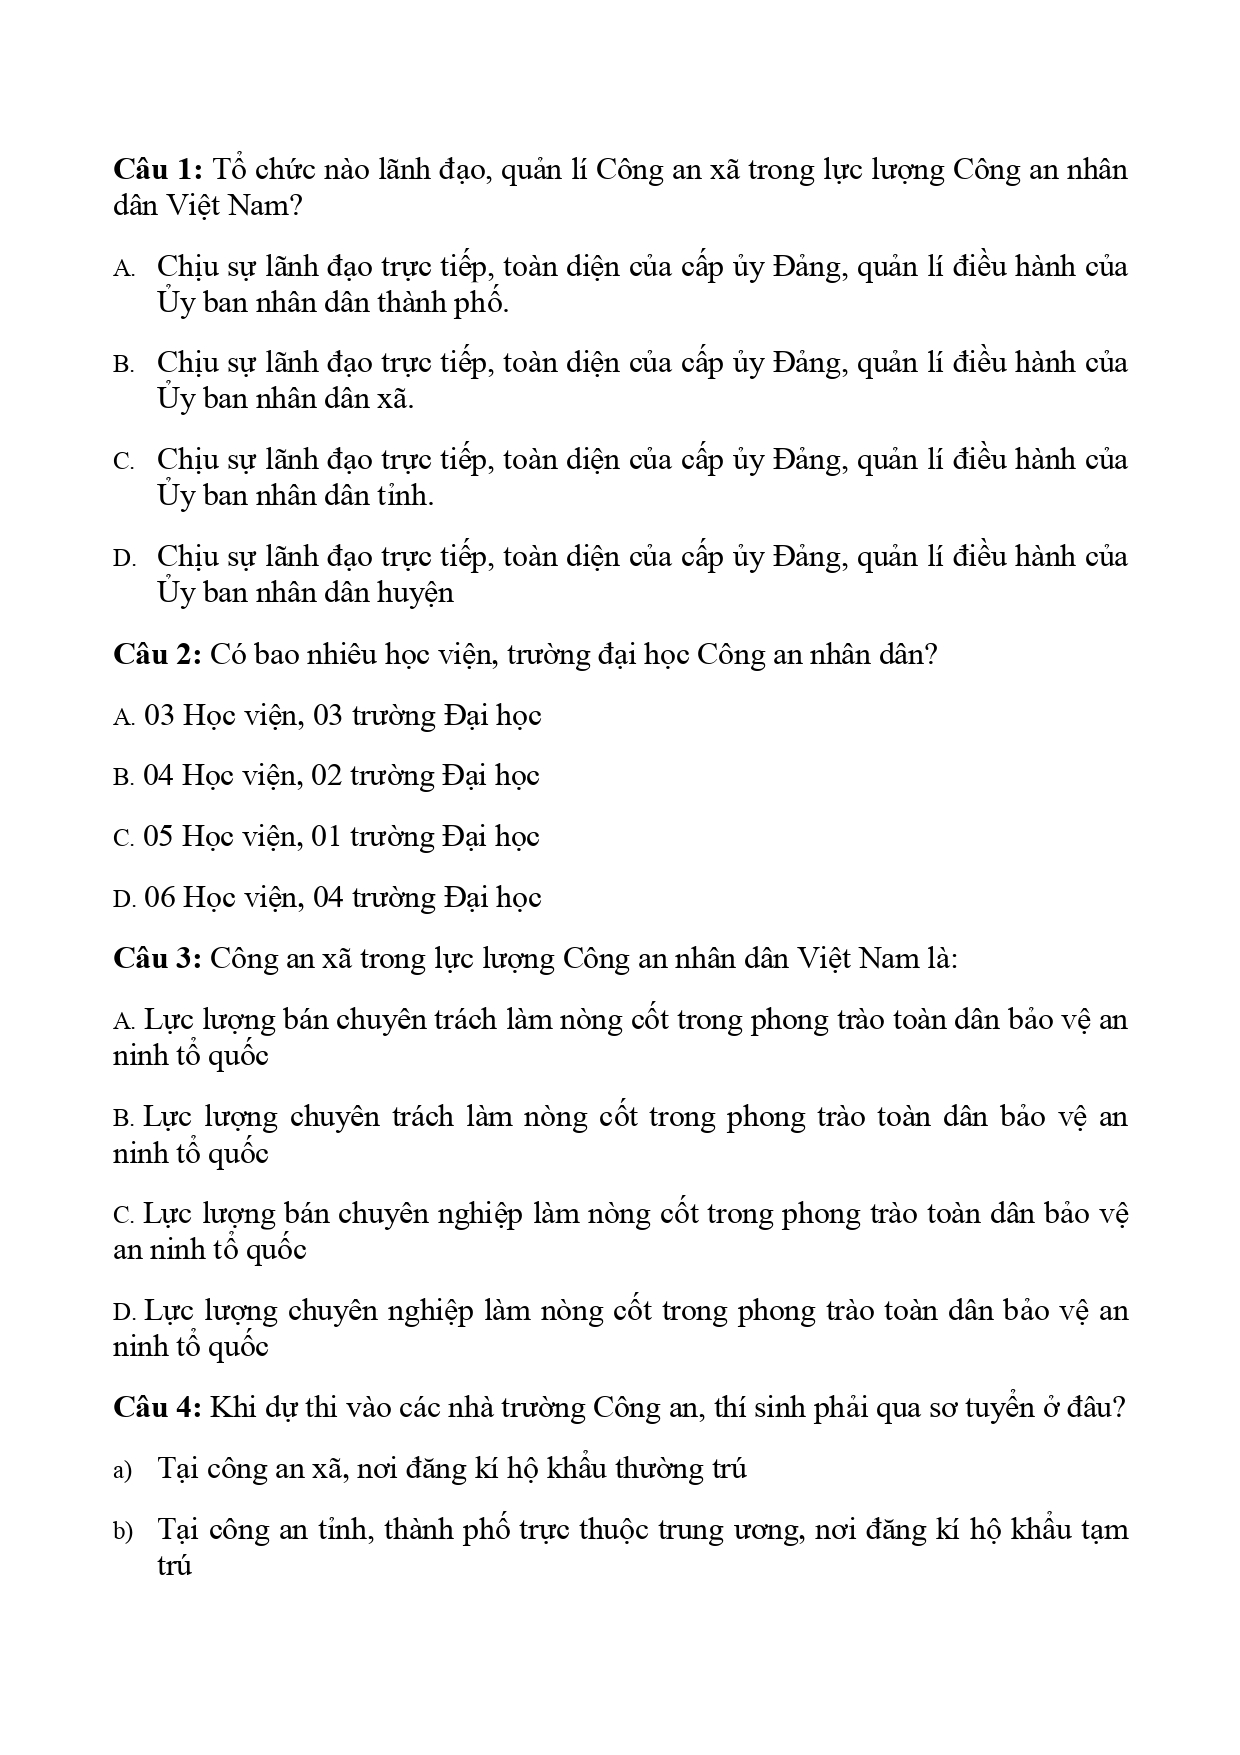 Câu 1: Tổ chức nào lãnh đạo, quản lí Công an xã trong lực lượng Công an nhân
dân Việt Nam?
A. Chịu sự lãnh đạo trực tiếp, toàn diện của cấp ủy Đảng, quản lí điều hành của
Ủy ban nhân dân thành phố.
B. Chịu sự lãnh đạo trực tiếp, toàn diện của cấp ủy Đảng, quản lí điều hành của
Ủy ban nhân dân xã.
C. Chịu sự lãnh đạo trực tiếp, toàn diện của cấp ủy Đảng, quản lí điều hành của
Ủy ban nhân dân tỉnh.
D. Chịu sự lãnh đạo trực tiếp, toàn diện của cấp ủy Đảng, quản lí điều hành của
Ủy ban nhân dân huyện
Câu 2: Có bao nhiêu học viện, trường đại học Công an nhân dân?
A. 03 Học viện, 03 trường Đại học
B. 04 Học viện, 02 trường Đại học
C. 05 Học viện, 01 trường Đại học
D. 06 Học viện, 04 trường Đại học
Câu 3: Công an xã trong lực lượng Công an nhân dân Việt Nam là:
A. Lực lượng bán chuyên trách làm nòng cốt trong phong trào toàn dân bảo vệ an
ninh tổ quốc
B. Lực lượng chuyên trách làm nòng cốt trong phong trào toàn dân bảo vệ an
ninh tổ quốc
C. Lực lượng bán chuyên nghiệp làm nòng cốt trong phong trào toàn dân bảo vệ
an ninh tổ quốc
D. Lực lượng chuyên nghiệp làm nòng cốt trong phong trào toàn dân bảo vệ an
ninh tổ quốc
Câu 4: Khi dự thi vào các nhà trường Công an, thí sinh phải qua sơ tuyển ở đâu?
a) Tại công an xã, nơi đăng kí hộ khẩu thường trú
b) Tại công an tỉnh, thành phố trực thuộc trung ương, nơi đăng kí hộ khẩu tạm
trú